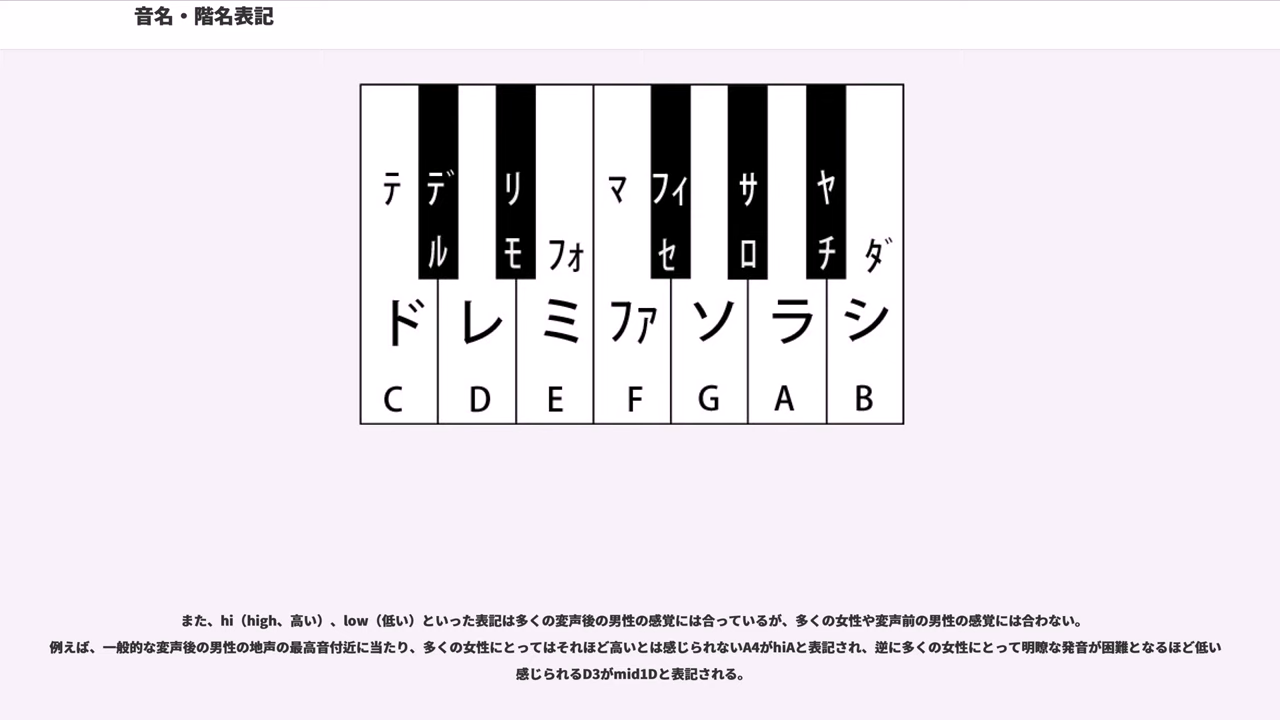 音名・階名表記
テ デ リ マ フィ サ ヤ
ル モ フォ セ ロ チ ダ
ド レ ミ ファ ソ ラ シ
C D E F G A B
また、hi（high、高い）、low（低い）といった表記は多くの変声後の男性の感覚には合っているが、多くの女性や変声前の男性の感覚には合わない。
例えば、一般的な変声後の男性の地声の最高音付近に当たり、多くの女性にとってはそれほど高いとは感じられないA4がhiAと表記され、逆に多くの女性にとって明瞭な発音が困難となるほど低い
感じられるD3がmid1Dと表記される。